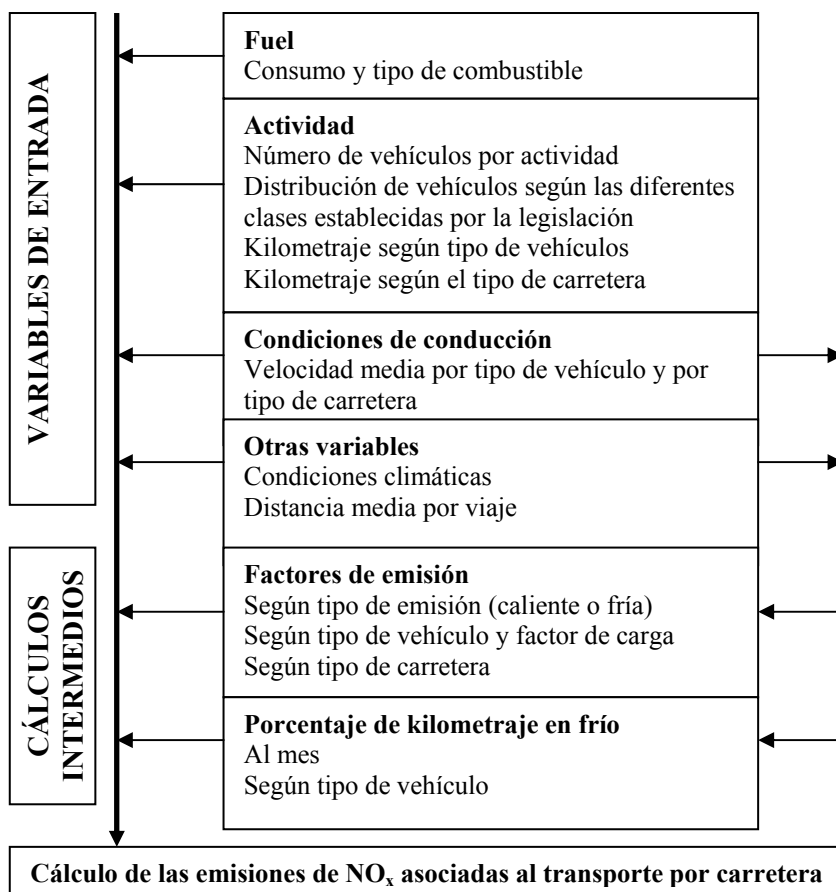 VARIABLES DE ENTRADA
Fuel
Consumo y tipo de combustible
Actividad
Número de vehículos por actividad
Distribución de vehículos según las diferentes
clases establecidas por la legislación
Kilometraje según tipo de vehículos
Kilometraje según el tipo de carretera
Condiciones de conducción
Velocidad media por tipo de vehículo y por
tipo de carretera
Otras variables
Condiciones climáticas
Distancia media por viaje
CÁLCULOS
INTERMEDIOS
Factores de emisión
Según tipo de emisión (caliente o fría)
Según tipo de vehículo y factor de carga
Según tipo de carretera
Porcentaje de kilometraje en frío
Al mes
Según tipo de vehículo
Cálculo de las emisiones de NOx asociadas al transporte por carretera